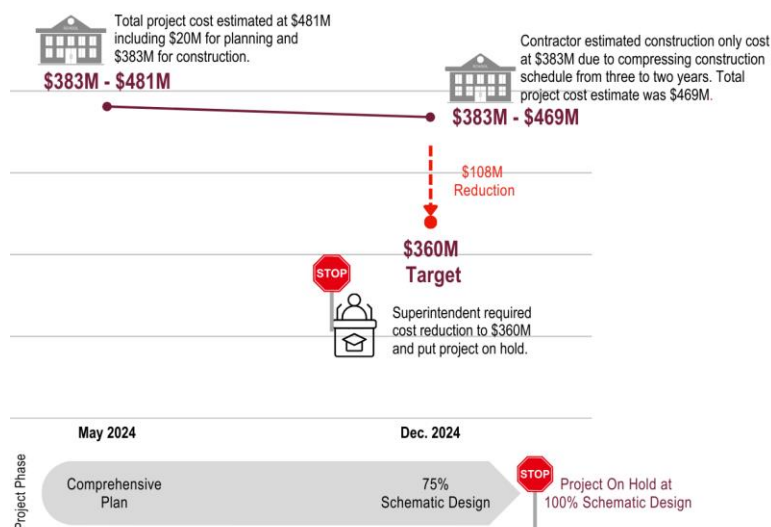 Total project cost estimated at $481M
including $20M for planning and
$383M for construction.
$383M - $481M
Contractor estimated construction only cost
at $383M due to compressing construction
schedule from three to two years. Total
project cost estimate was $469M.
$383M - $469M
$108M
Reduction
$360M
Target
STOP
Superintendent required
cost reduction to $360M
and put project on hold.
May 2024
Dec. 2024
Project Phase
Comprehensive
Plan
75%
Schematic Design
STOP
Project On Hold at
100% Schematic Design